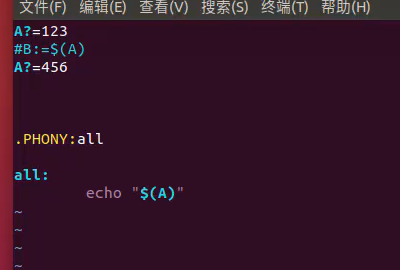 文件(F) 编辑(E) 查看(V) 搜索(S) 终端(T) 帮助(H)
A?=123
#B:=$(A)
A?=456
.PHONY:all
all:
        echo "$(A)"
~
~
~
~